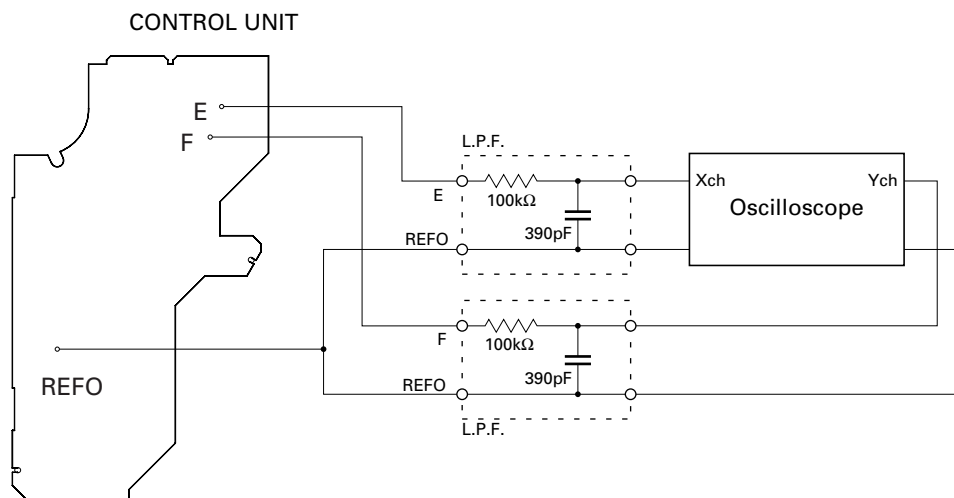 CONTROL UNIT
E
F
REFO
L.P.F.
E
100kΩ
390pF
REFO
Xch
Ych
Oscilloscope
F
100kΩ
390pF
REFO
L.P.F.